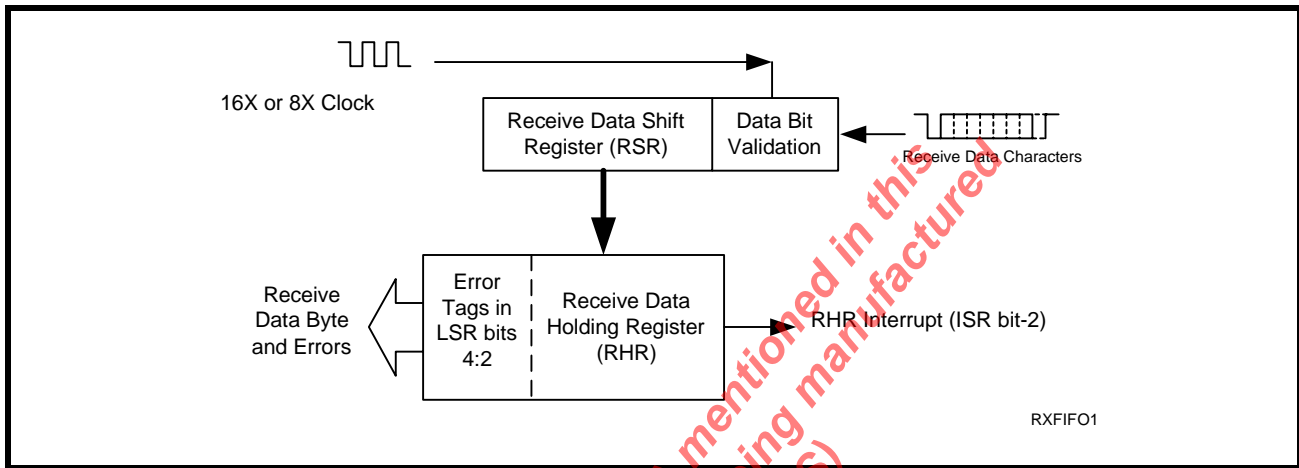 16X or 8X Clock
Receive Data Shift
Register (RSR)
Data Bit
Validation
Receive Data Characters
Receive
Data Byte
and Errors
Error
Tags in
LSR bits
4:2
Receive Data
Holding Register
(RHR)
RHR Interrupt (ISR bit-2)
RXFIFO1
mentioned in this
manufactured